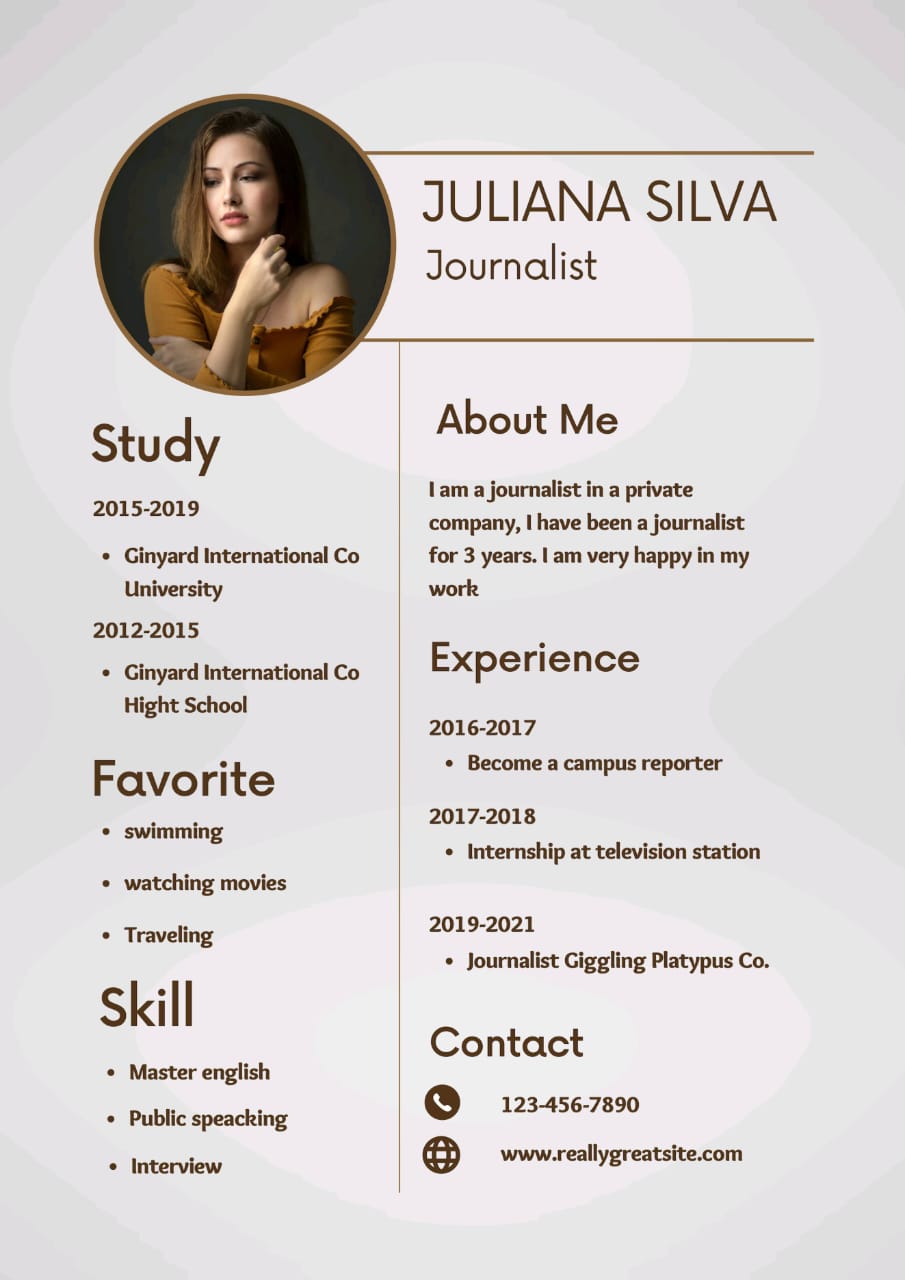 JULIANA SILVA
Journalist
Study
2015-2019
• Ginyard International Co
University
2012-2015
• Ginyard International Co
Hight School
Favorite
• swimming
• watching movies
• Traveling
Skill
• Master english
• Public speacking
• Interview
About Me
I am a journalist in a private
company, I have been a journalist
for 3 years. I am very happy in my
work
Experience
2016-2017
• Become a campus reporter
2017-2018
• Internship at television station
2019-2021
• Journalist Giggling Platypus Co.
Contact
123-456-7890
www.reallygreatsite.com